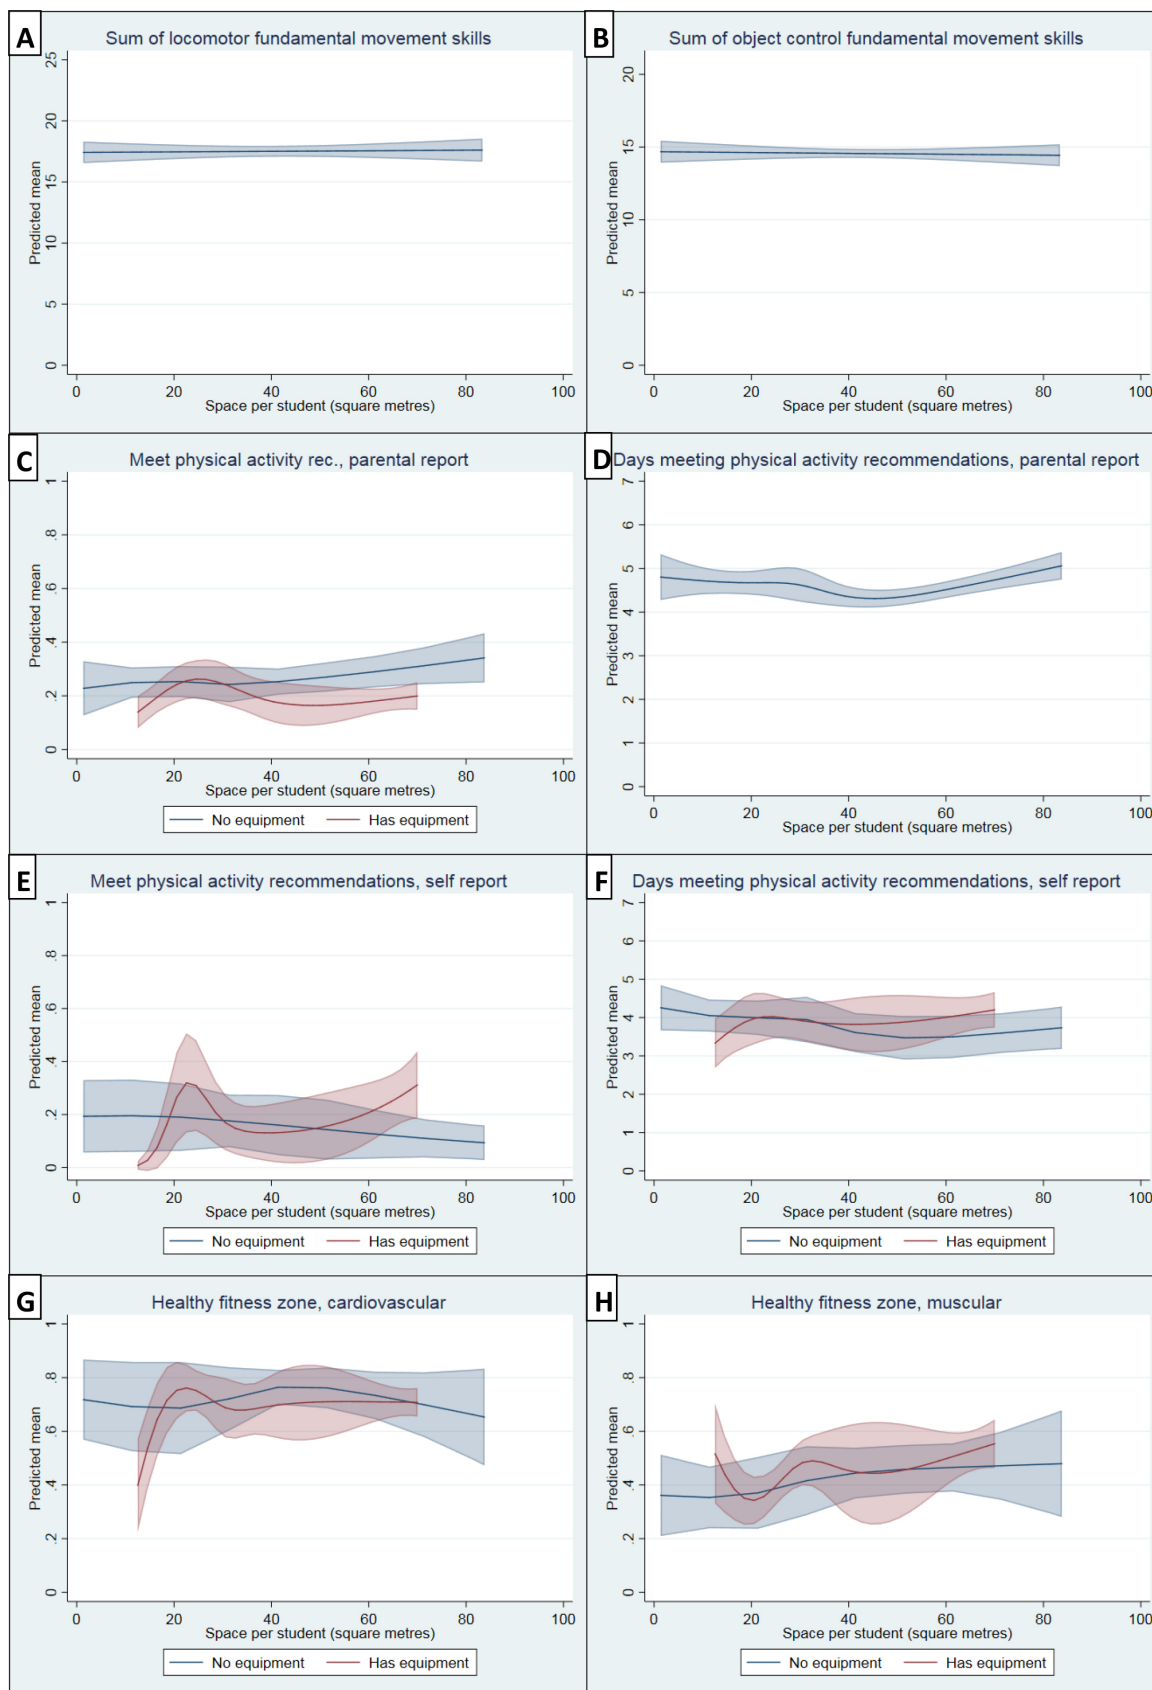 A
Sum of locomotor fundamental movement skills
Predicted mean
25
20
15
10
5
0
0 20 40 60 80 100
Space per student (square metres)
B
Sum of object control fundamental movement skills
Predicted mean
20
15
10
5
0
0 20 40 60 80 100
Space per student (square metres)
C
Meet physical activity rec., parental report
Predicted mean
1
.8
.6
.4
.2
0
0 20 40 60 80 100
Space per student (square metres)
No equipment Has equipment
D
Days meeting physical activity recommendations, parental report
Predicted mean
7
6
5
4
3
2
1
0
0 20 40 60 80 100
Space per student (square metres)
E
Meet physical activity recommendations, self report
Predicted mean
1
.8
.6
.4
.2
0
0 20 40 60 80 100
Space per student (square metres)
No equipment Has equipment
F
Days meeting physical activity recommendations, self report
Predicted mean
7
6
5
4
3
2
1
0
0 20 40 60 80 100
Space per student (square metres)
No equipment Has equipment
G
Healthy fitness zone, cardiovascular
Predicted mean
1
.8
.6
.4
.2
0
0 20 40 60 80 100
Space per student (square metres)
No equipment Has equipment
H
Healthy fitness zone, muscular
Predicted mean
1
.8
.6
.4
.2
0
0 20 40 60 80 100
Space per student (square metres)
No equipment Has equipment